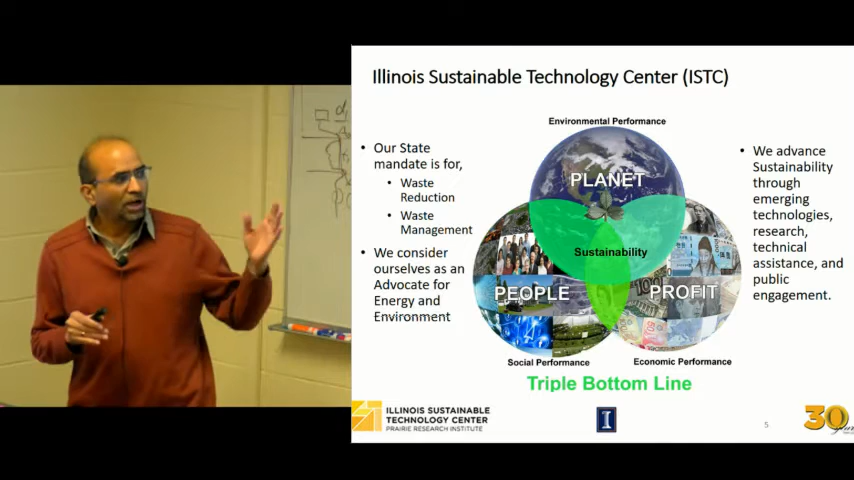 Illinois Sustainable Technology Center (ISTC)
Environmental Performance
• Our State
mandate is for,
• Waste
Reduction
• Waste
Management
• We consider
ourselves as an
Advocate for
Energy and
Environment
PLANET
Sustainability
PEOPLE
PROFIT
Social Performance
Economic Performance
Triple Bottom Line
• We advance
Sustainability
through
emerging
technologies,
research,
technical
assistance, and
public
engagement.
ILLINOIS SUSTAINABLE
TECHNOLOGY CENTER
PRAIRIE RESEARCH INSTITUTE
I
5
30